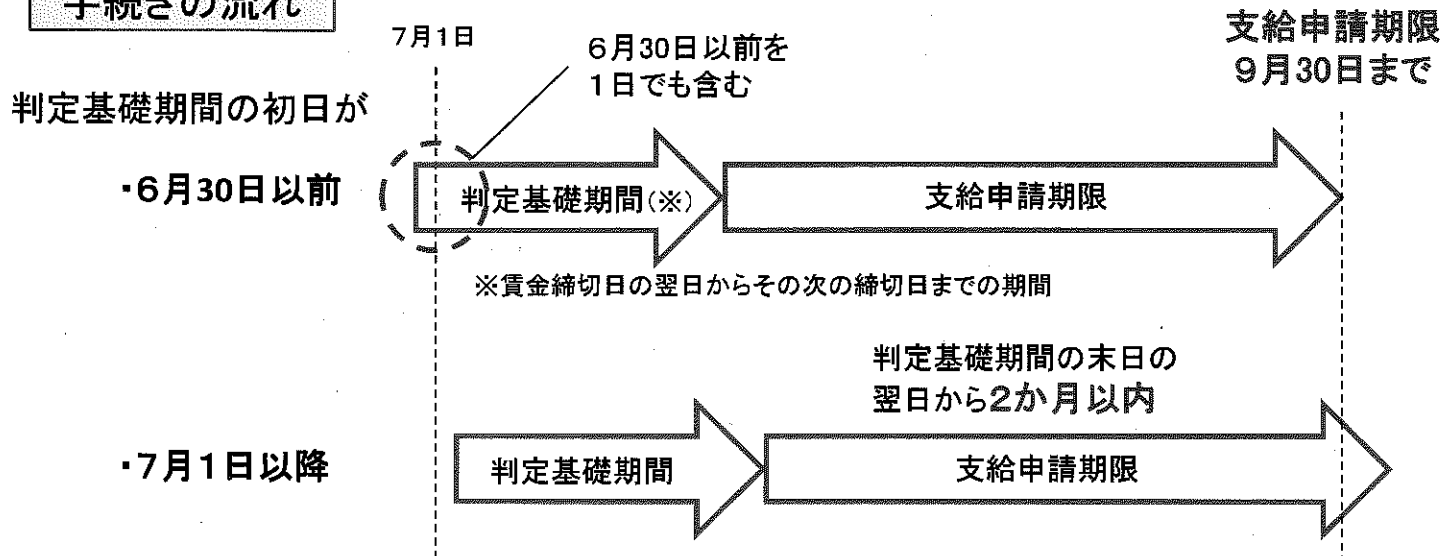 手続きの流れ
7月1日
6月30日以前を
1日でも含む
支給申請期限
9月30日まで
判定基礎期間の初日が
・6月30日以前
判定基礎期間(※)
支給申請期限
※賃金締切日の翌日からその次の締切日までの期間
判定基礎期間の末日の
翌日から2か月以内
・7月1日以降
判定基礎期間
支給申請期限